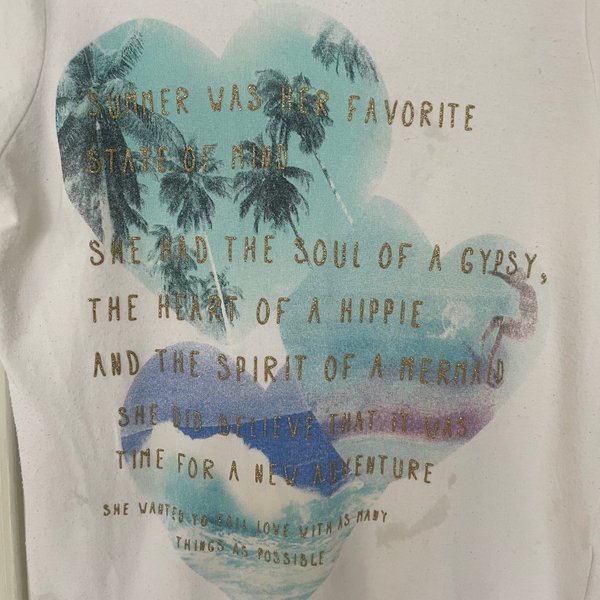 SUMMER WAS HER FAVORITE
STATE OF MIND
SHE HAD THE SOUL OF A GYPSY,
THE HEART OF A HIPPIE
AND THE SPIRIT OF A MERMAID
SHE DID BELIEVE THAT IT WAS
TIME FOR A NEW ADVENTURE
SHE WANTED TO FALL LOVE WITH AS MANY
THINGS AS POSSIBLE